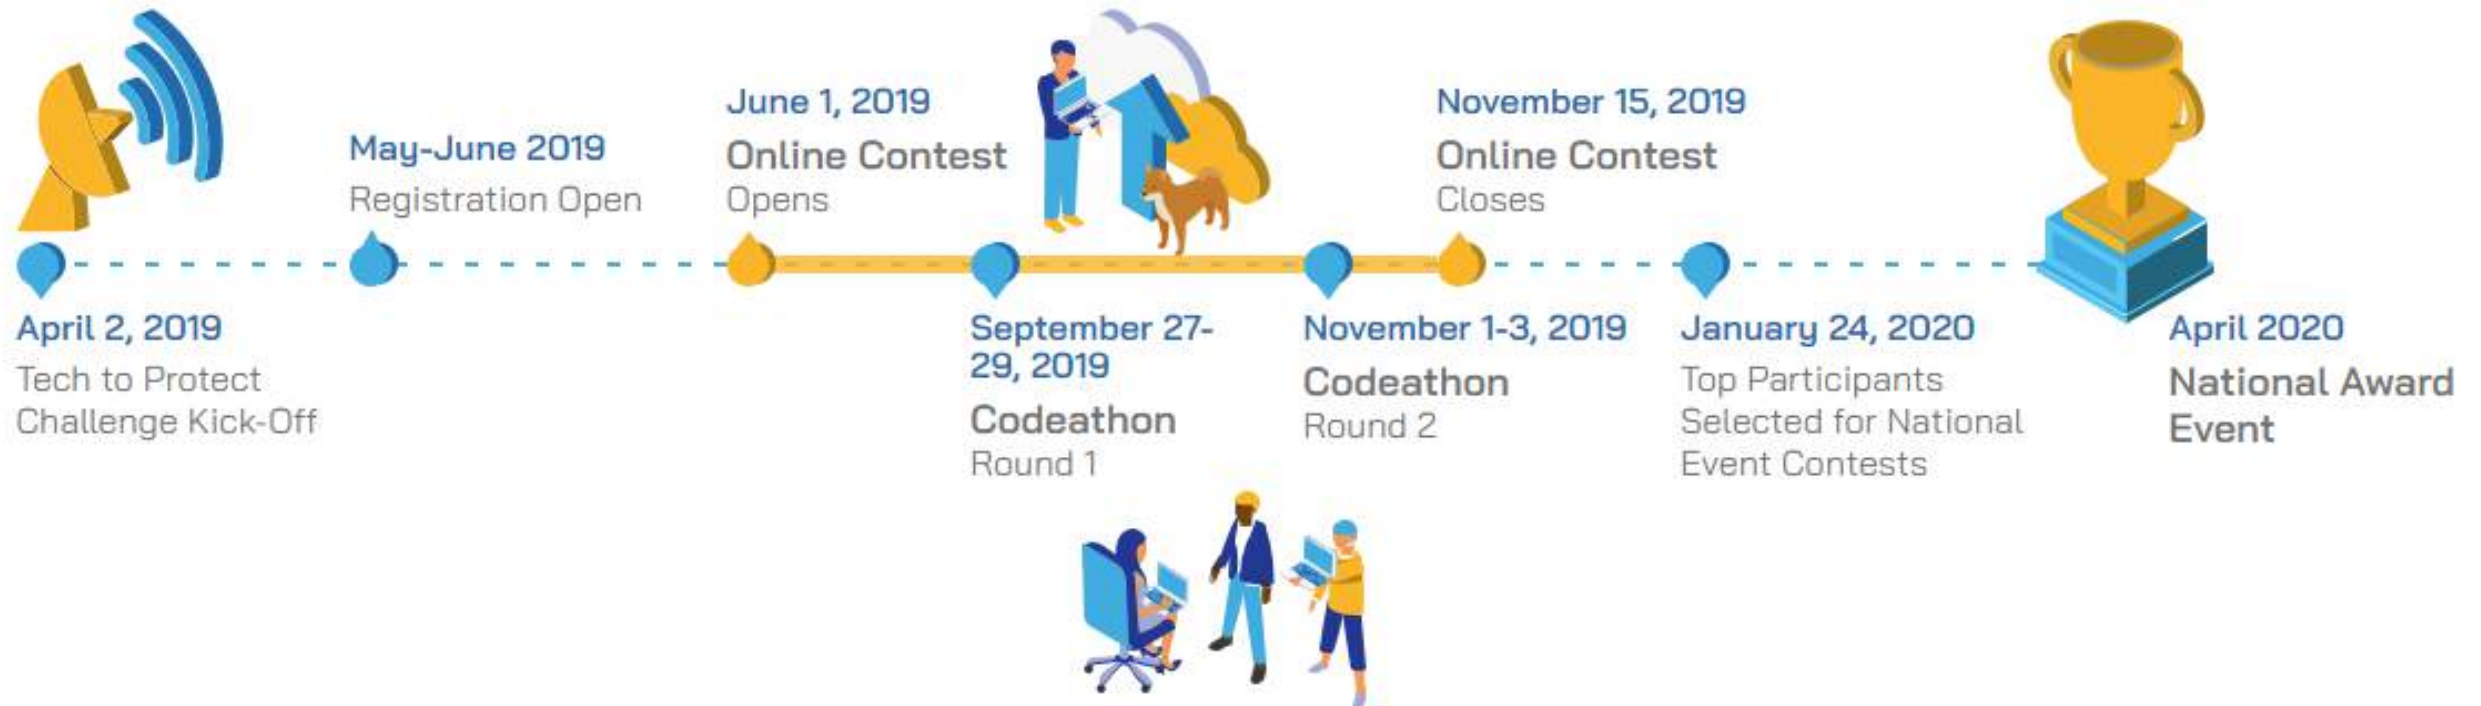 April 2, 2019
Tech to Protect
Challenge Kick-Off
May-June 2019
Registration Open
June 1, 2019
Online Contest
Opens
September 27-
29, 2019
Codeathon
Round 1
November 1-3, 2019
Codeathon
Round 2
November 15, 2019
Online Contest
Closes
January 24, 2020
Top Participants
Selected for National
Event Contests
April 2020
National Award
Event